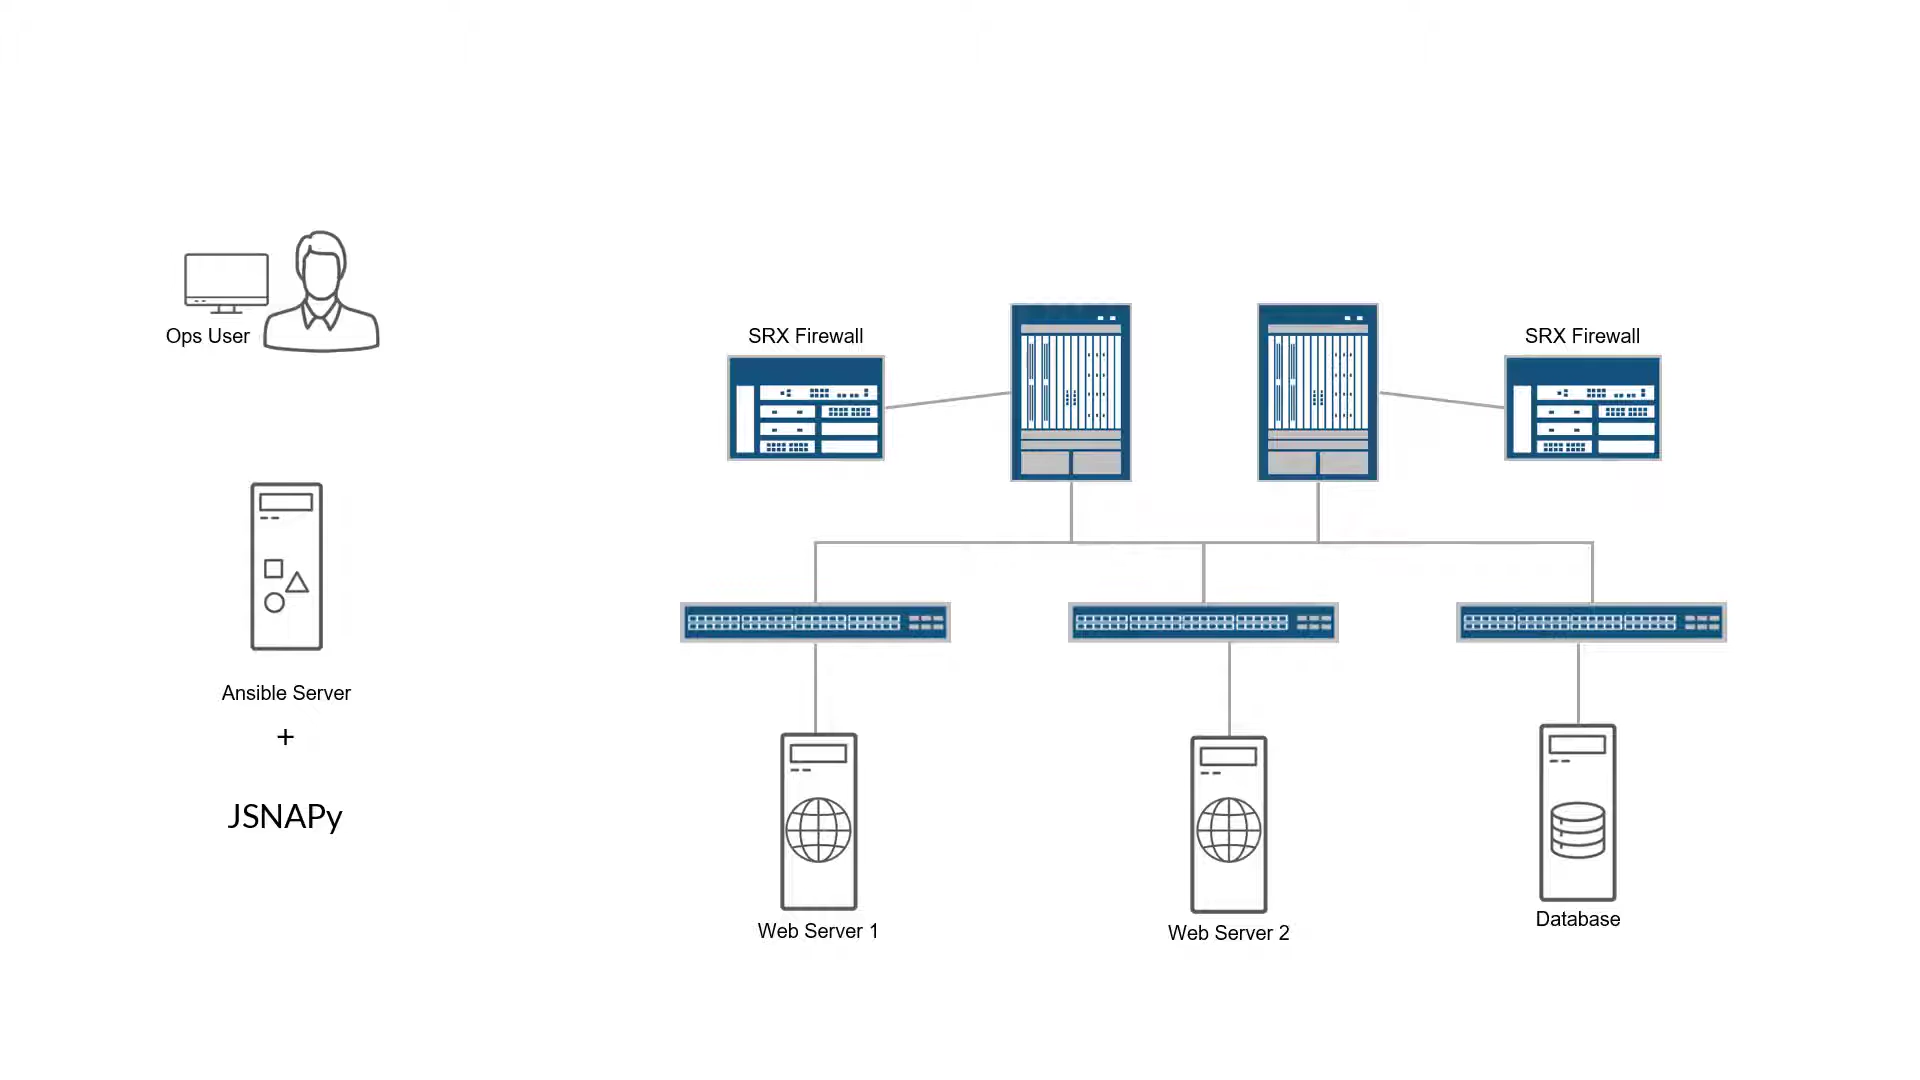 Ops User
SRX Firewall
SRX Firewall
Ansible Server
+
JSNAPy
Web Server 1
Web Server 2
Database